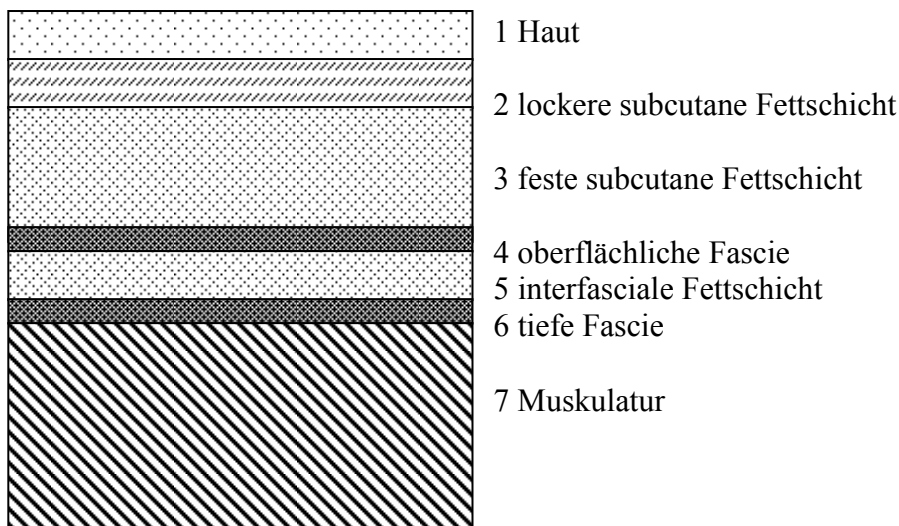 1 Haut
2 lockere subcutane Fettschicht
3 feste subcutane Fettschicht
4 oberflächliche Fascie
5 interfasciale Fettschicht
6 tiefe Fascie
7 Muskulatur